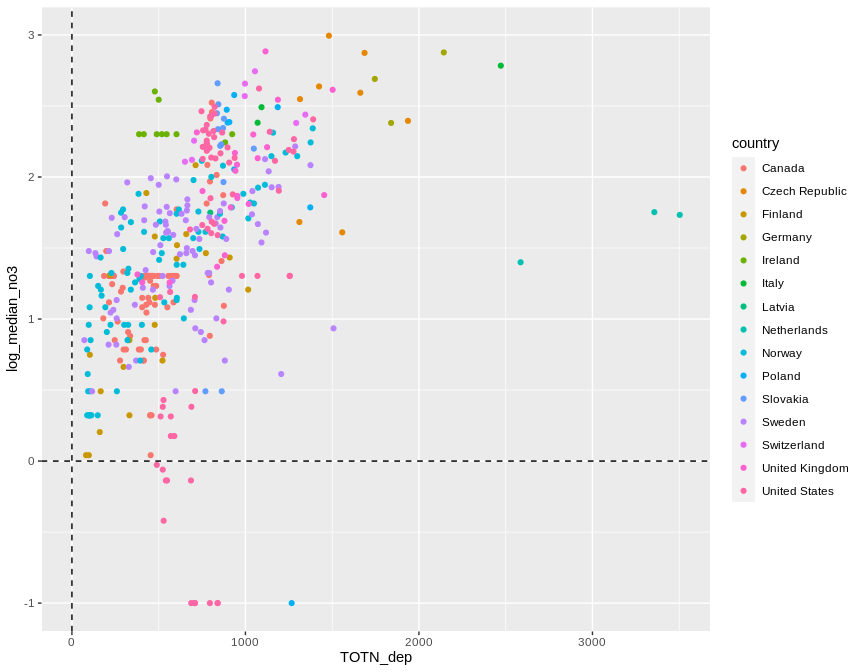 3
2
1
0
-1
0
1000
2000
3000
TOTN_dep
log_median_no3
country
Canada
Czech Republic
Finland
Germany
Ireland
Italy
Latvia
Netherlands
Norway
Poland
Slovakia
Sweden
Switzerland
United Kingdom
United States